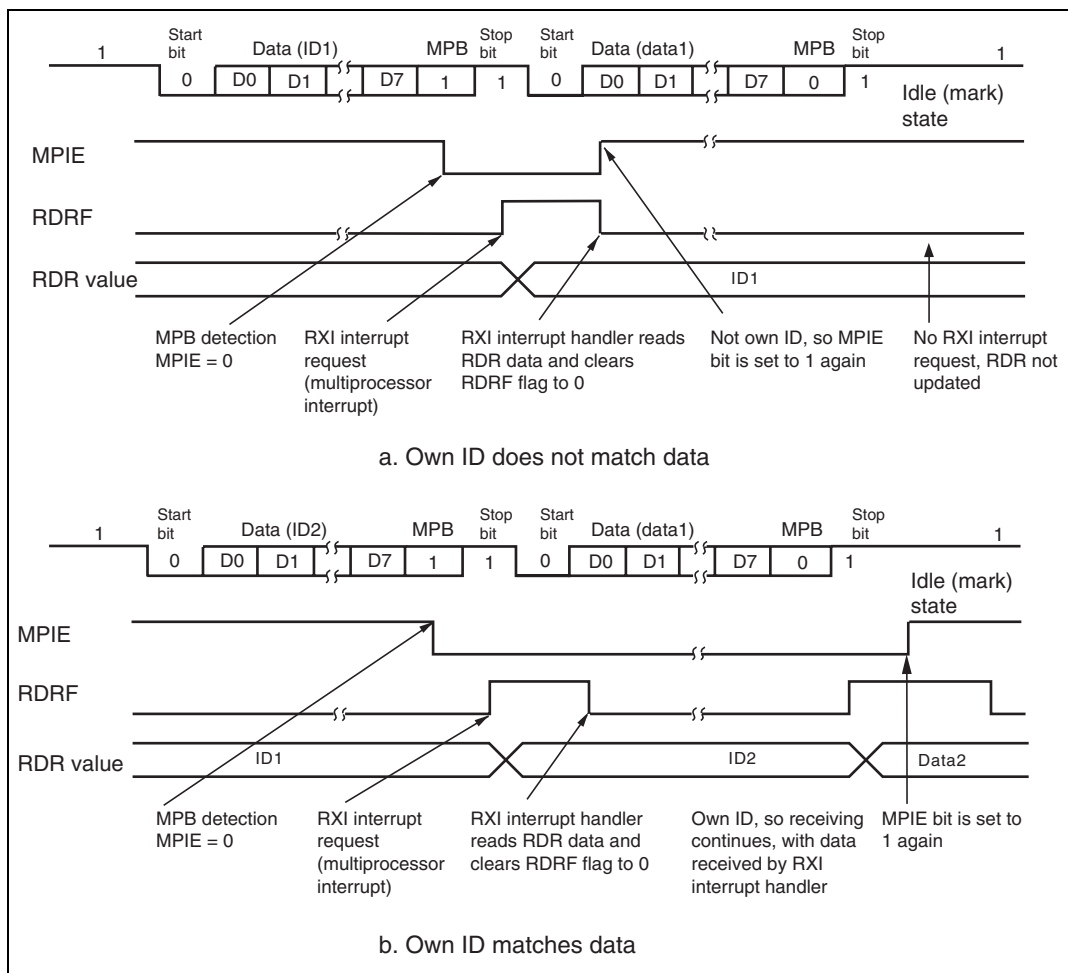 1
Start bit
Data (ID1)
MPB
Stop bit
Start bit
Data (data1)
MPB
Stop bit
1
0 D0 D1 D7 1 1 0 D0 D1 D7 0 1
Idle (mark) state
MPIE
RDRF
RDR value
ID1
MPB detection
MPIE = 0
RXI interrupt
request
(multiprocessor
interrupt)
RXI interrupt handler reads
RDR data and clears
RDRF flag to 0
Not own ID, so MPIE
bit is set to 1 again
No RXI interrupt
request, RDR not
updated
a. Own ID does not match data
1
Start bit
Data (ID2)
MPB
Stop bit
Start bit
Data (data1)
MPB
Stop bit
1
0 D0 D1 D7 1 1 0 D0 D1 D7 0 1
Idle (mark) state
MPIE
RDRF
RDR value
ID1
ID2
Data2
MPB detection
MPIE = 0
RXI interrupt
request
(multiprocessor
interrupt)
RXI interrupt handler
reads RDR data and
clears RDRF flag to 0
Own ID, so receiving
continues, with data
received by RXI
interrupt handler
MPIE bit is set to
1 again
b. Own ID matches data